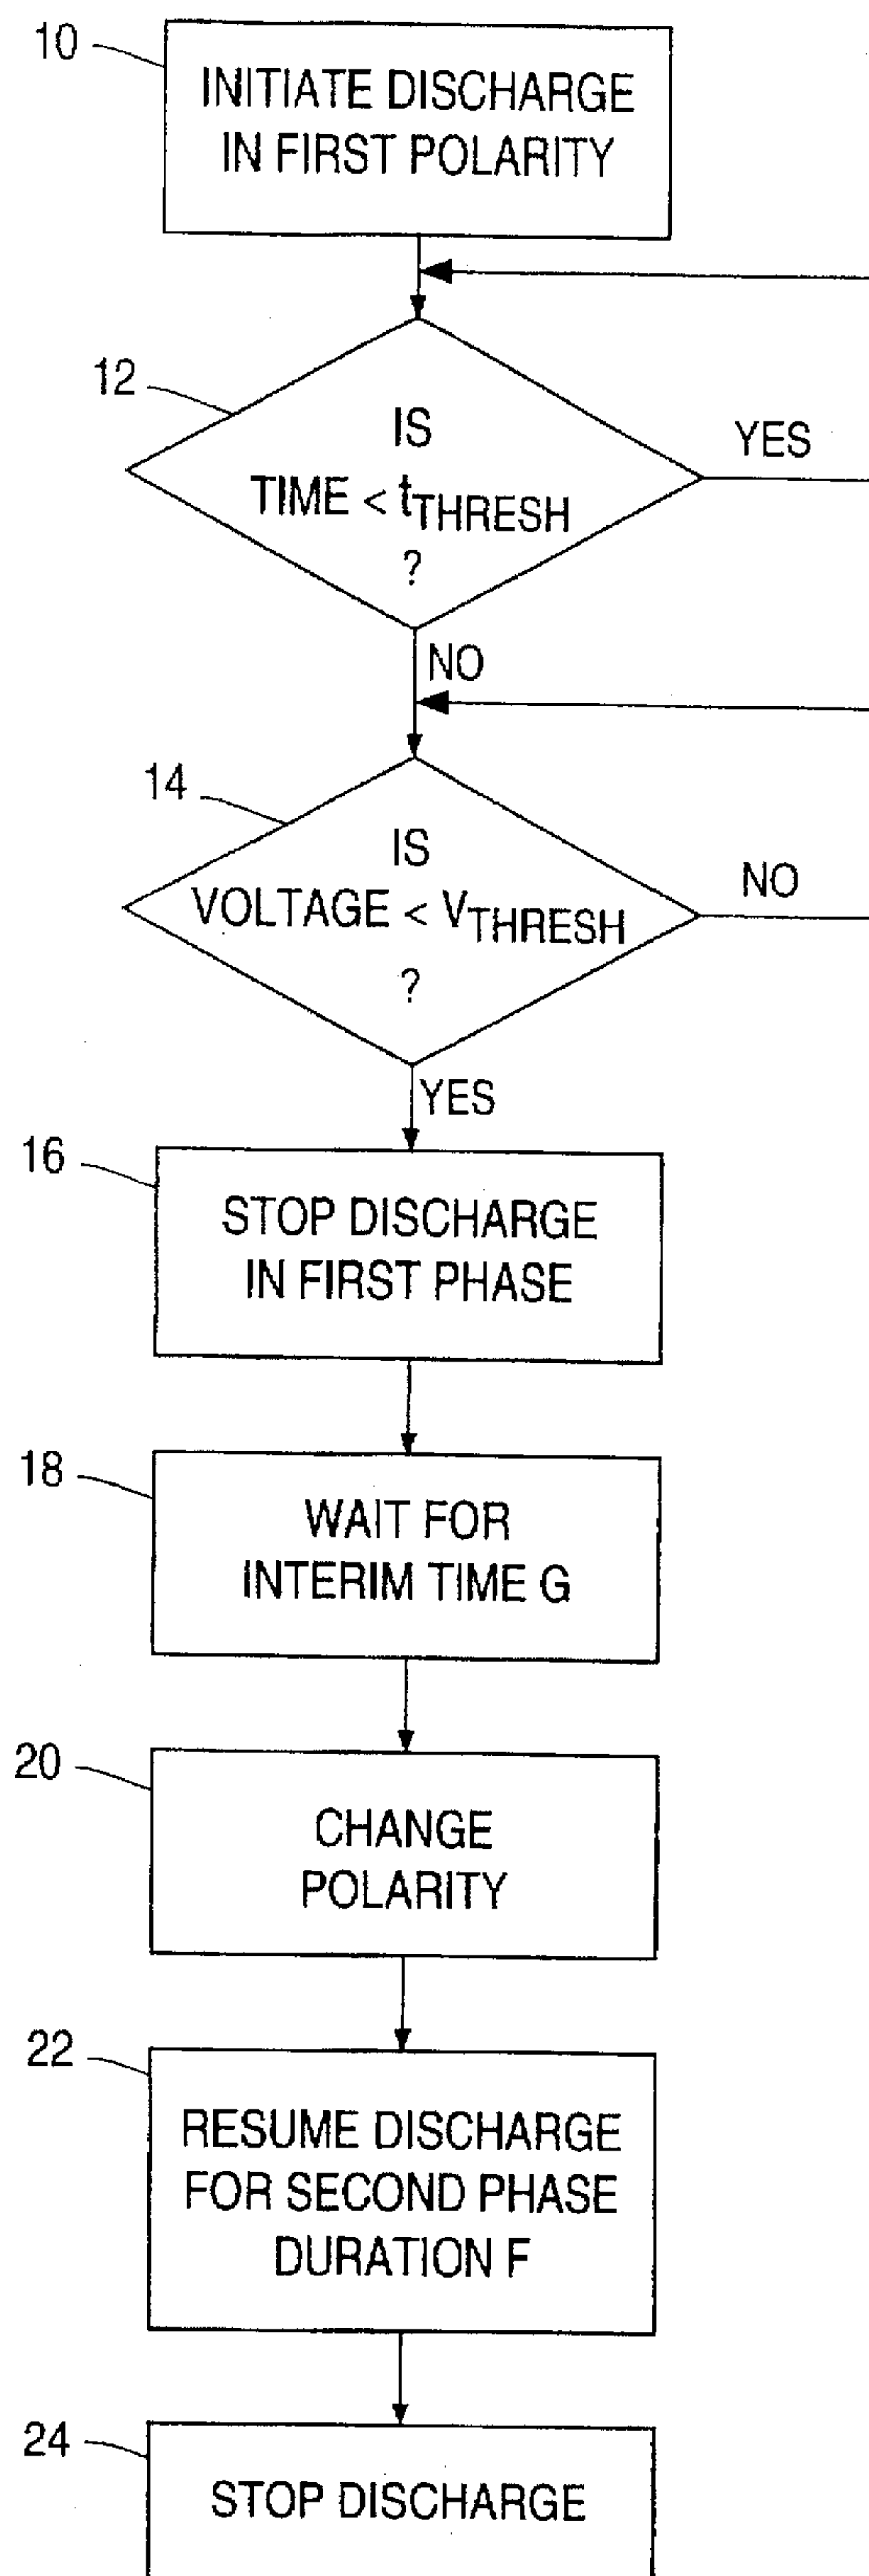 10
INITIATE DISCHARGE
IN FIRST POLARITY
12
IS
TIME < tTHRESH
?
YES
NO
14
IS
VOLTAGE < VTHRESH
?
NO
YES
16
STOP DISCHARGE
IN FIRST PHASE
18
WAIT FOR
INTERIM TIME G
20
CHANGE
POLARITY
22
RESUME DISCHARGE
FOR SECOND PHASE
DURATION F
24
STOP DISCHARGE